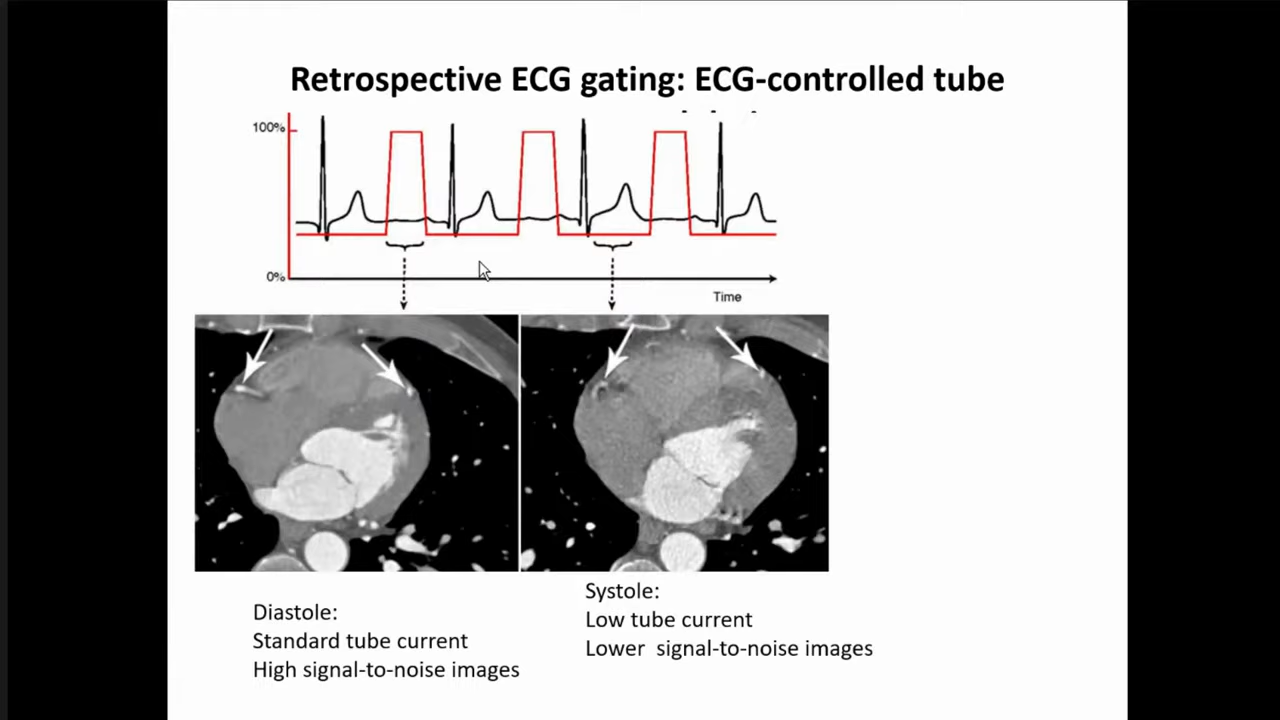 Retrospective ECG gating: ECG-controlled tube
100%
0%
Time
Diastole:
Standard tube current
High signal-to-noise images
Systole:
Low tube current
Lower signal-to-noise images